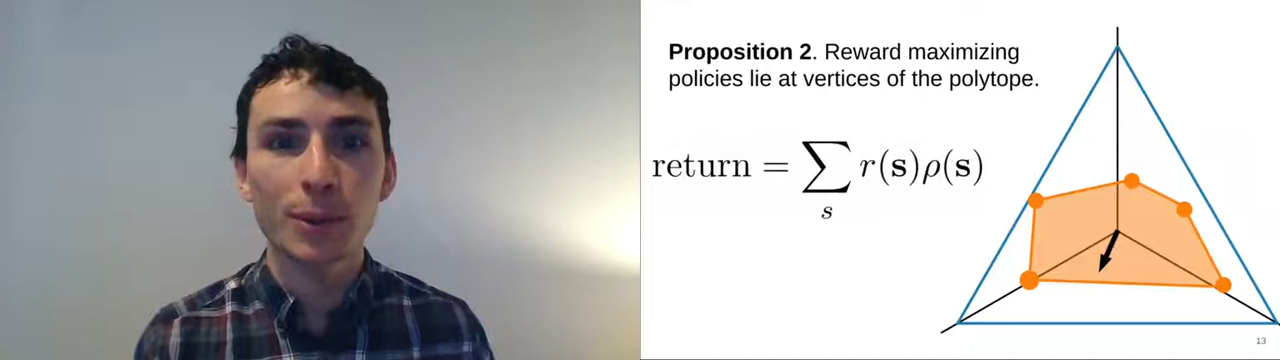 Proposition 2. Reward maximizing
policies lie at vertices of the polytope.
return = ∑ r(s)ρ(s)
s
13